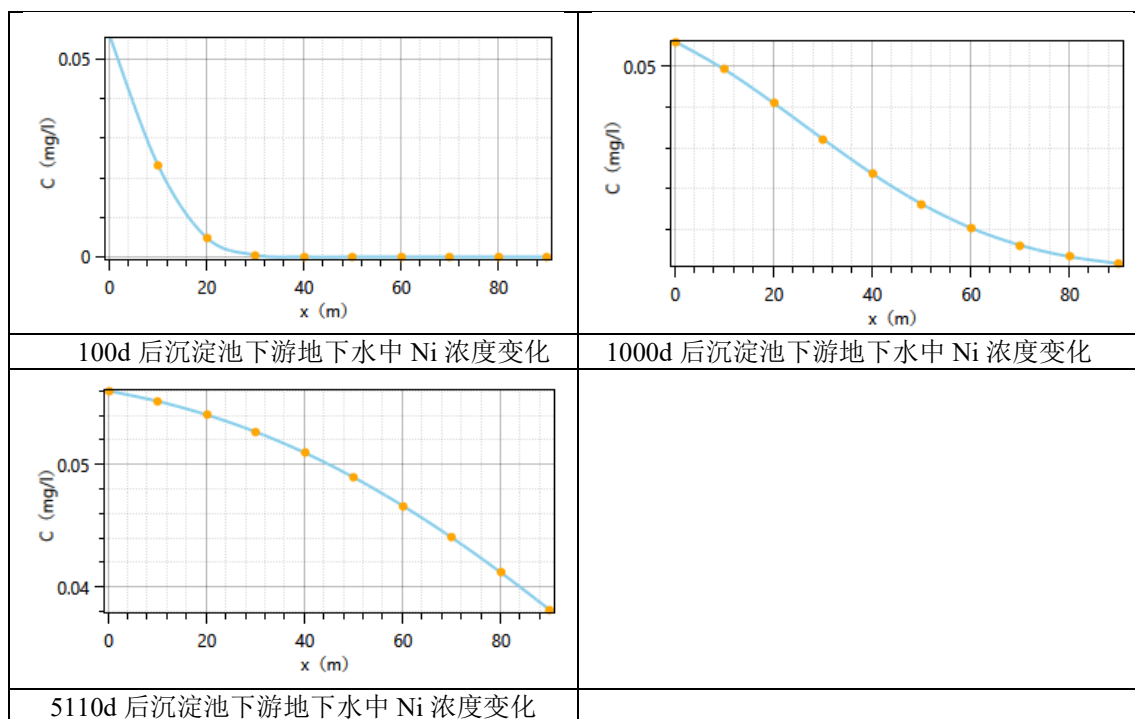 0.05
0
C (mg/l)
0 20 40 60 80
x (m)
0.05
C (mg/l)
0 20 40 60 80
x (m)
100d 后沉淀池下游地下水中 Ni 浓度变化
1000d 后沉淀池下游地下水中 Ni 浓度变化
0.05
0.04
C (mg/l)
0 20 40 60 80
x (m)
5110d 后沉淀池下游地下水中 Ni 浓度变化